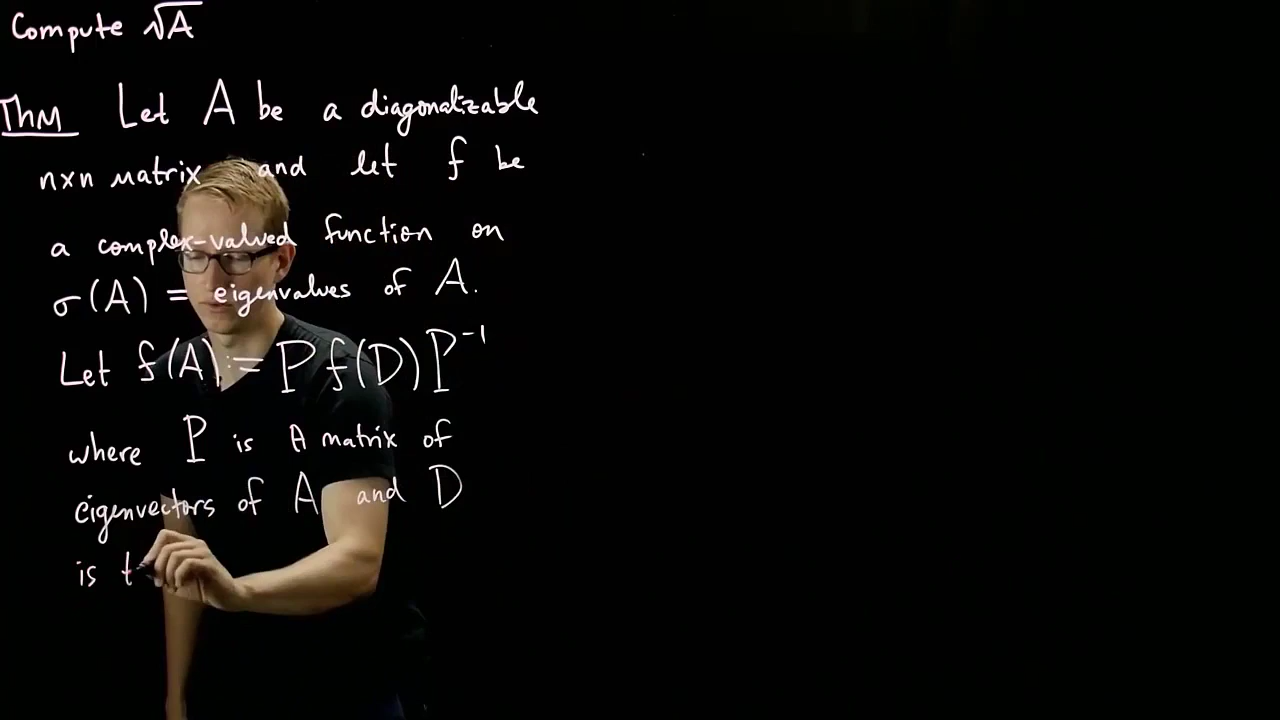 Compute √A
Thm Let A be a diagonalizable
n×n matrix and let f be
a complex-valued function on
σ(A) = eigenvalues of A.
Let f(A) := P f(D) P⁻¹
where P is A matrix of
eigenvectors of A and D
is t